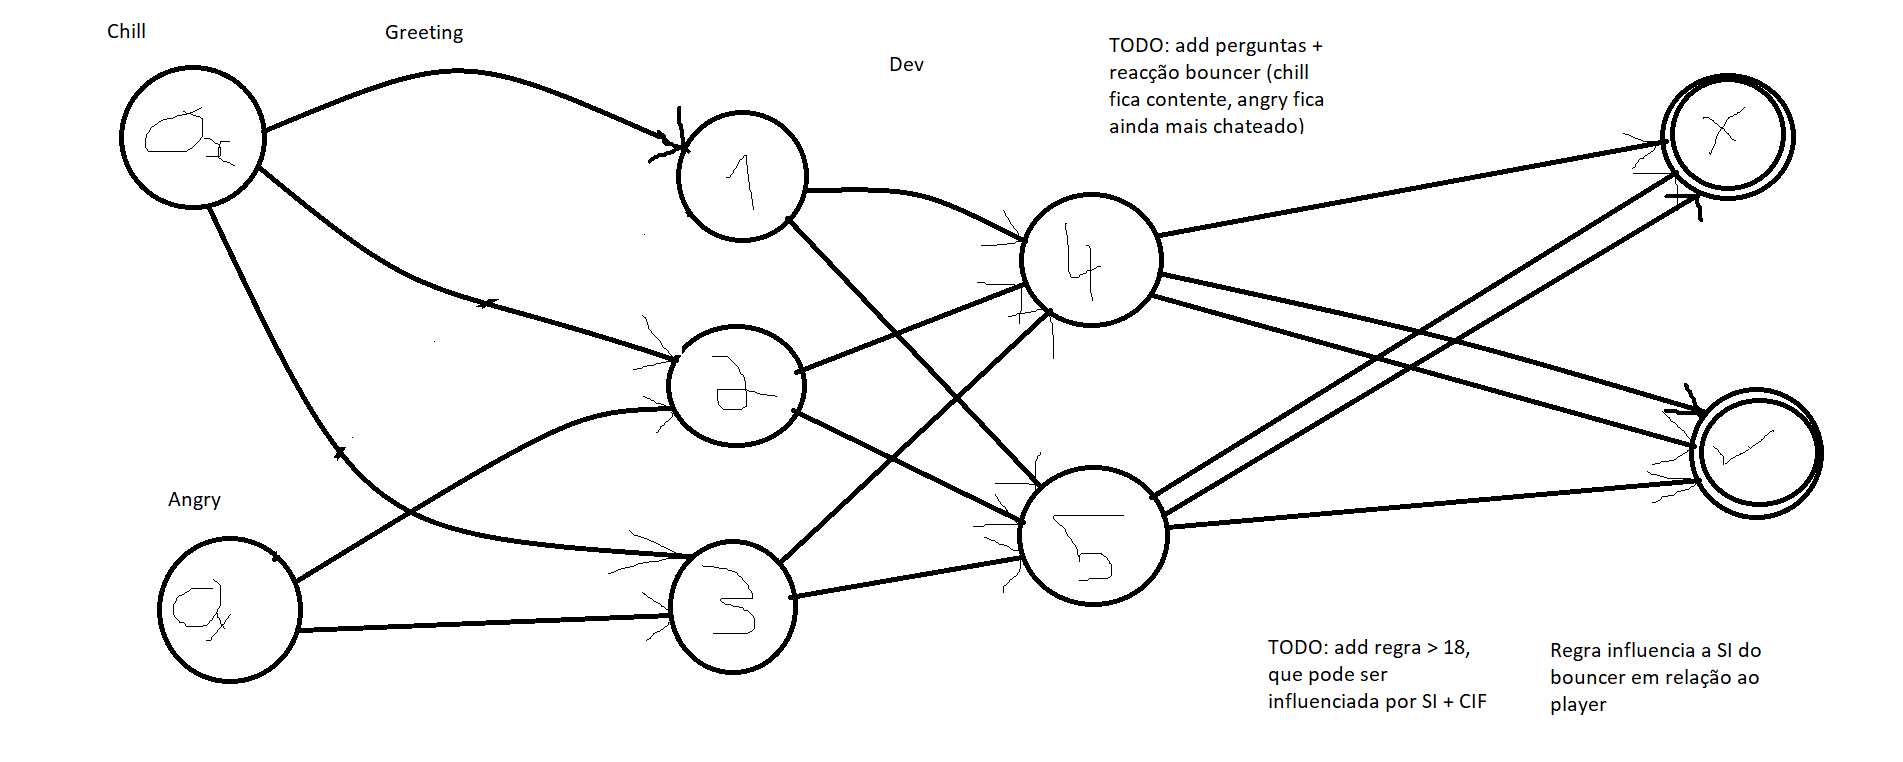 Chill
Greeting
Dev
TODO: add perguntas +
reacção bouncer (chill
fica contente, angry fica
ainda mais chateado)
1
4
2
Angry
3
5
TODO: add regra > 18,
que pode ser
influenciada por SI + CIF
Regra influencia a SI do
bouncer em relação ao
player